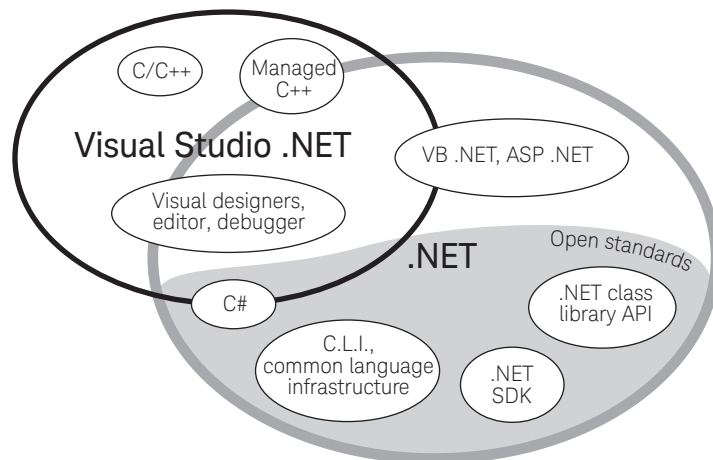 C/C++
Managed
C++
Visual Studio .NET
VB .NET, ASP .NET
Visual designers,
editor, debugger
.NET
Open standards
C#
.NET class
library API
C.L.I.,
common language
infrastructure
.NET
SDK